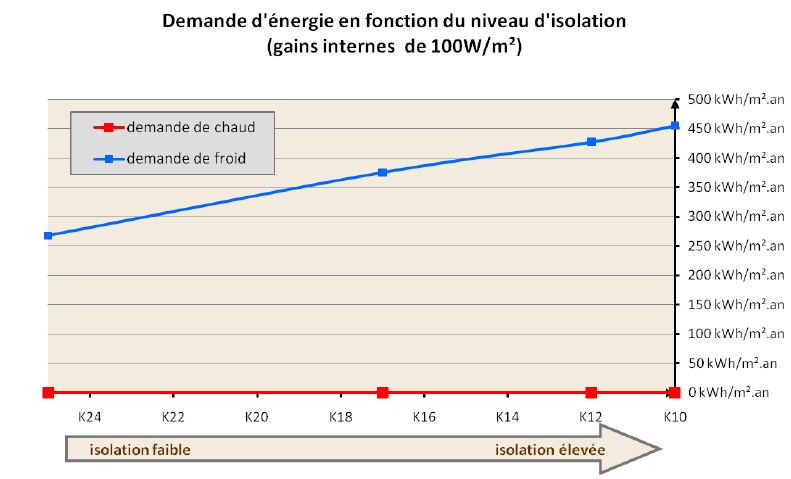 Demande d'énergie en fonction du niveau d'isolation
(gains internes  de 100W/m²)
500 kWh/m².an
demande de chaud
450 kWh/m².an
demande de froid
400 kWh/m².an
350 kWh/m².an
300 kWh/m².an
250 kWh/m².an
200 kWh/m².an
150 kWh/m².an
100 kWh/m².an
50 kWh/m².an
0 kWh/m².an
K24 K22 K20 K18 K16 K14 K12 K10
isolation faible isolation élevée